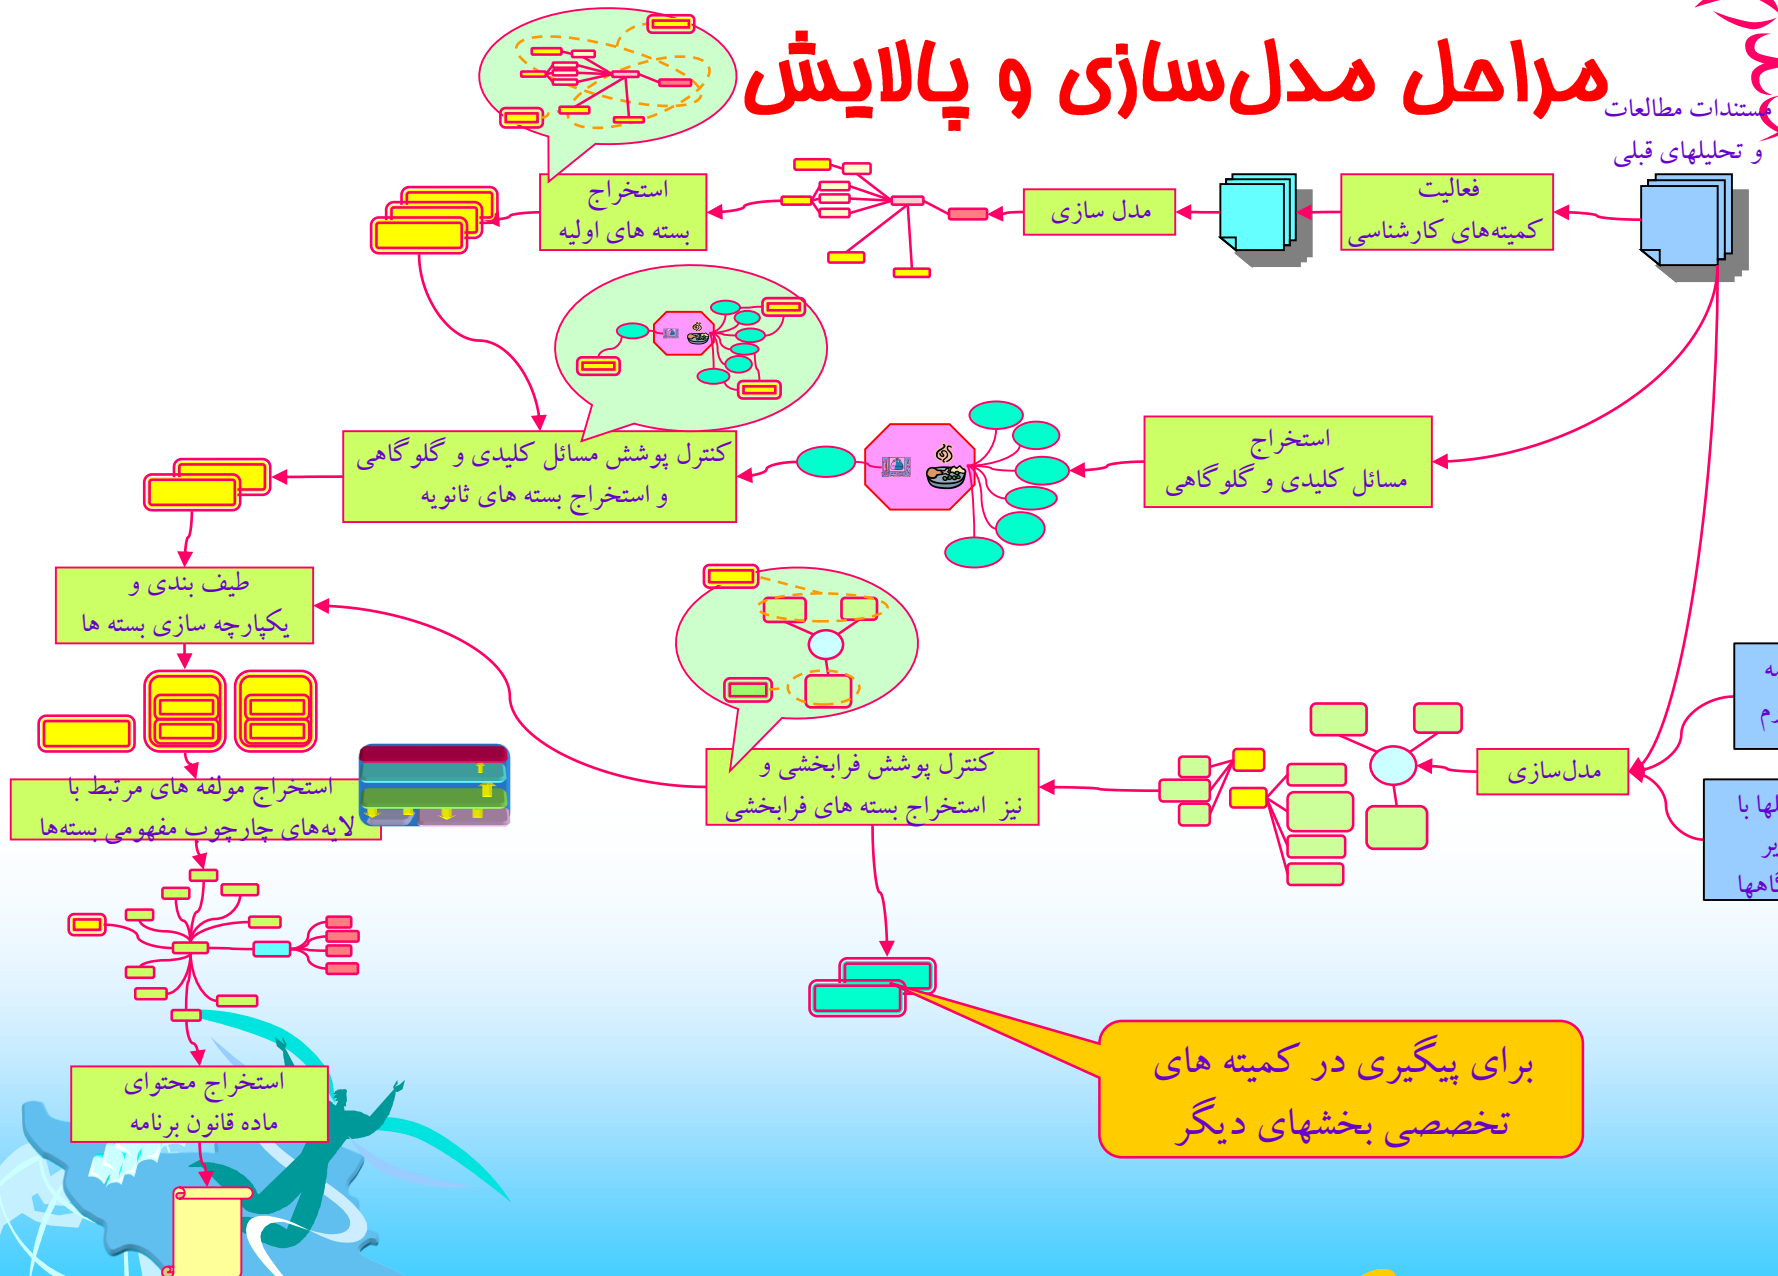 مراحل مدل‌سازی و پالایش
مستندات مطالعات
و تحلیلهای قبلی
فعالیت
کمیته‌های کارشناسی
مدل سازی
استخراج
بسته های اولیه
استخراج
مسائل کلیدی و گلوگاهی
کنترل پوشش مسائل کلیدی و گلوگاهی
و استخراج بسته های ثانویه
طیف بندی و
یکپارچه سازی بسته ها
مدل‌سازی
کنترل پوشش فرابخشی و
نیز استخراج بسته های فرابخشی
استخراج مولفه های مرتبط با
لایه‌های چارچوب مفهومی بسته‌ها
برای پیگیری در کمیته های
تخصصی بخشهای دیگر
استخراج محتوای
ماده قانون برنامه